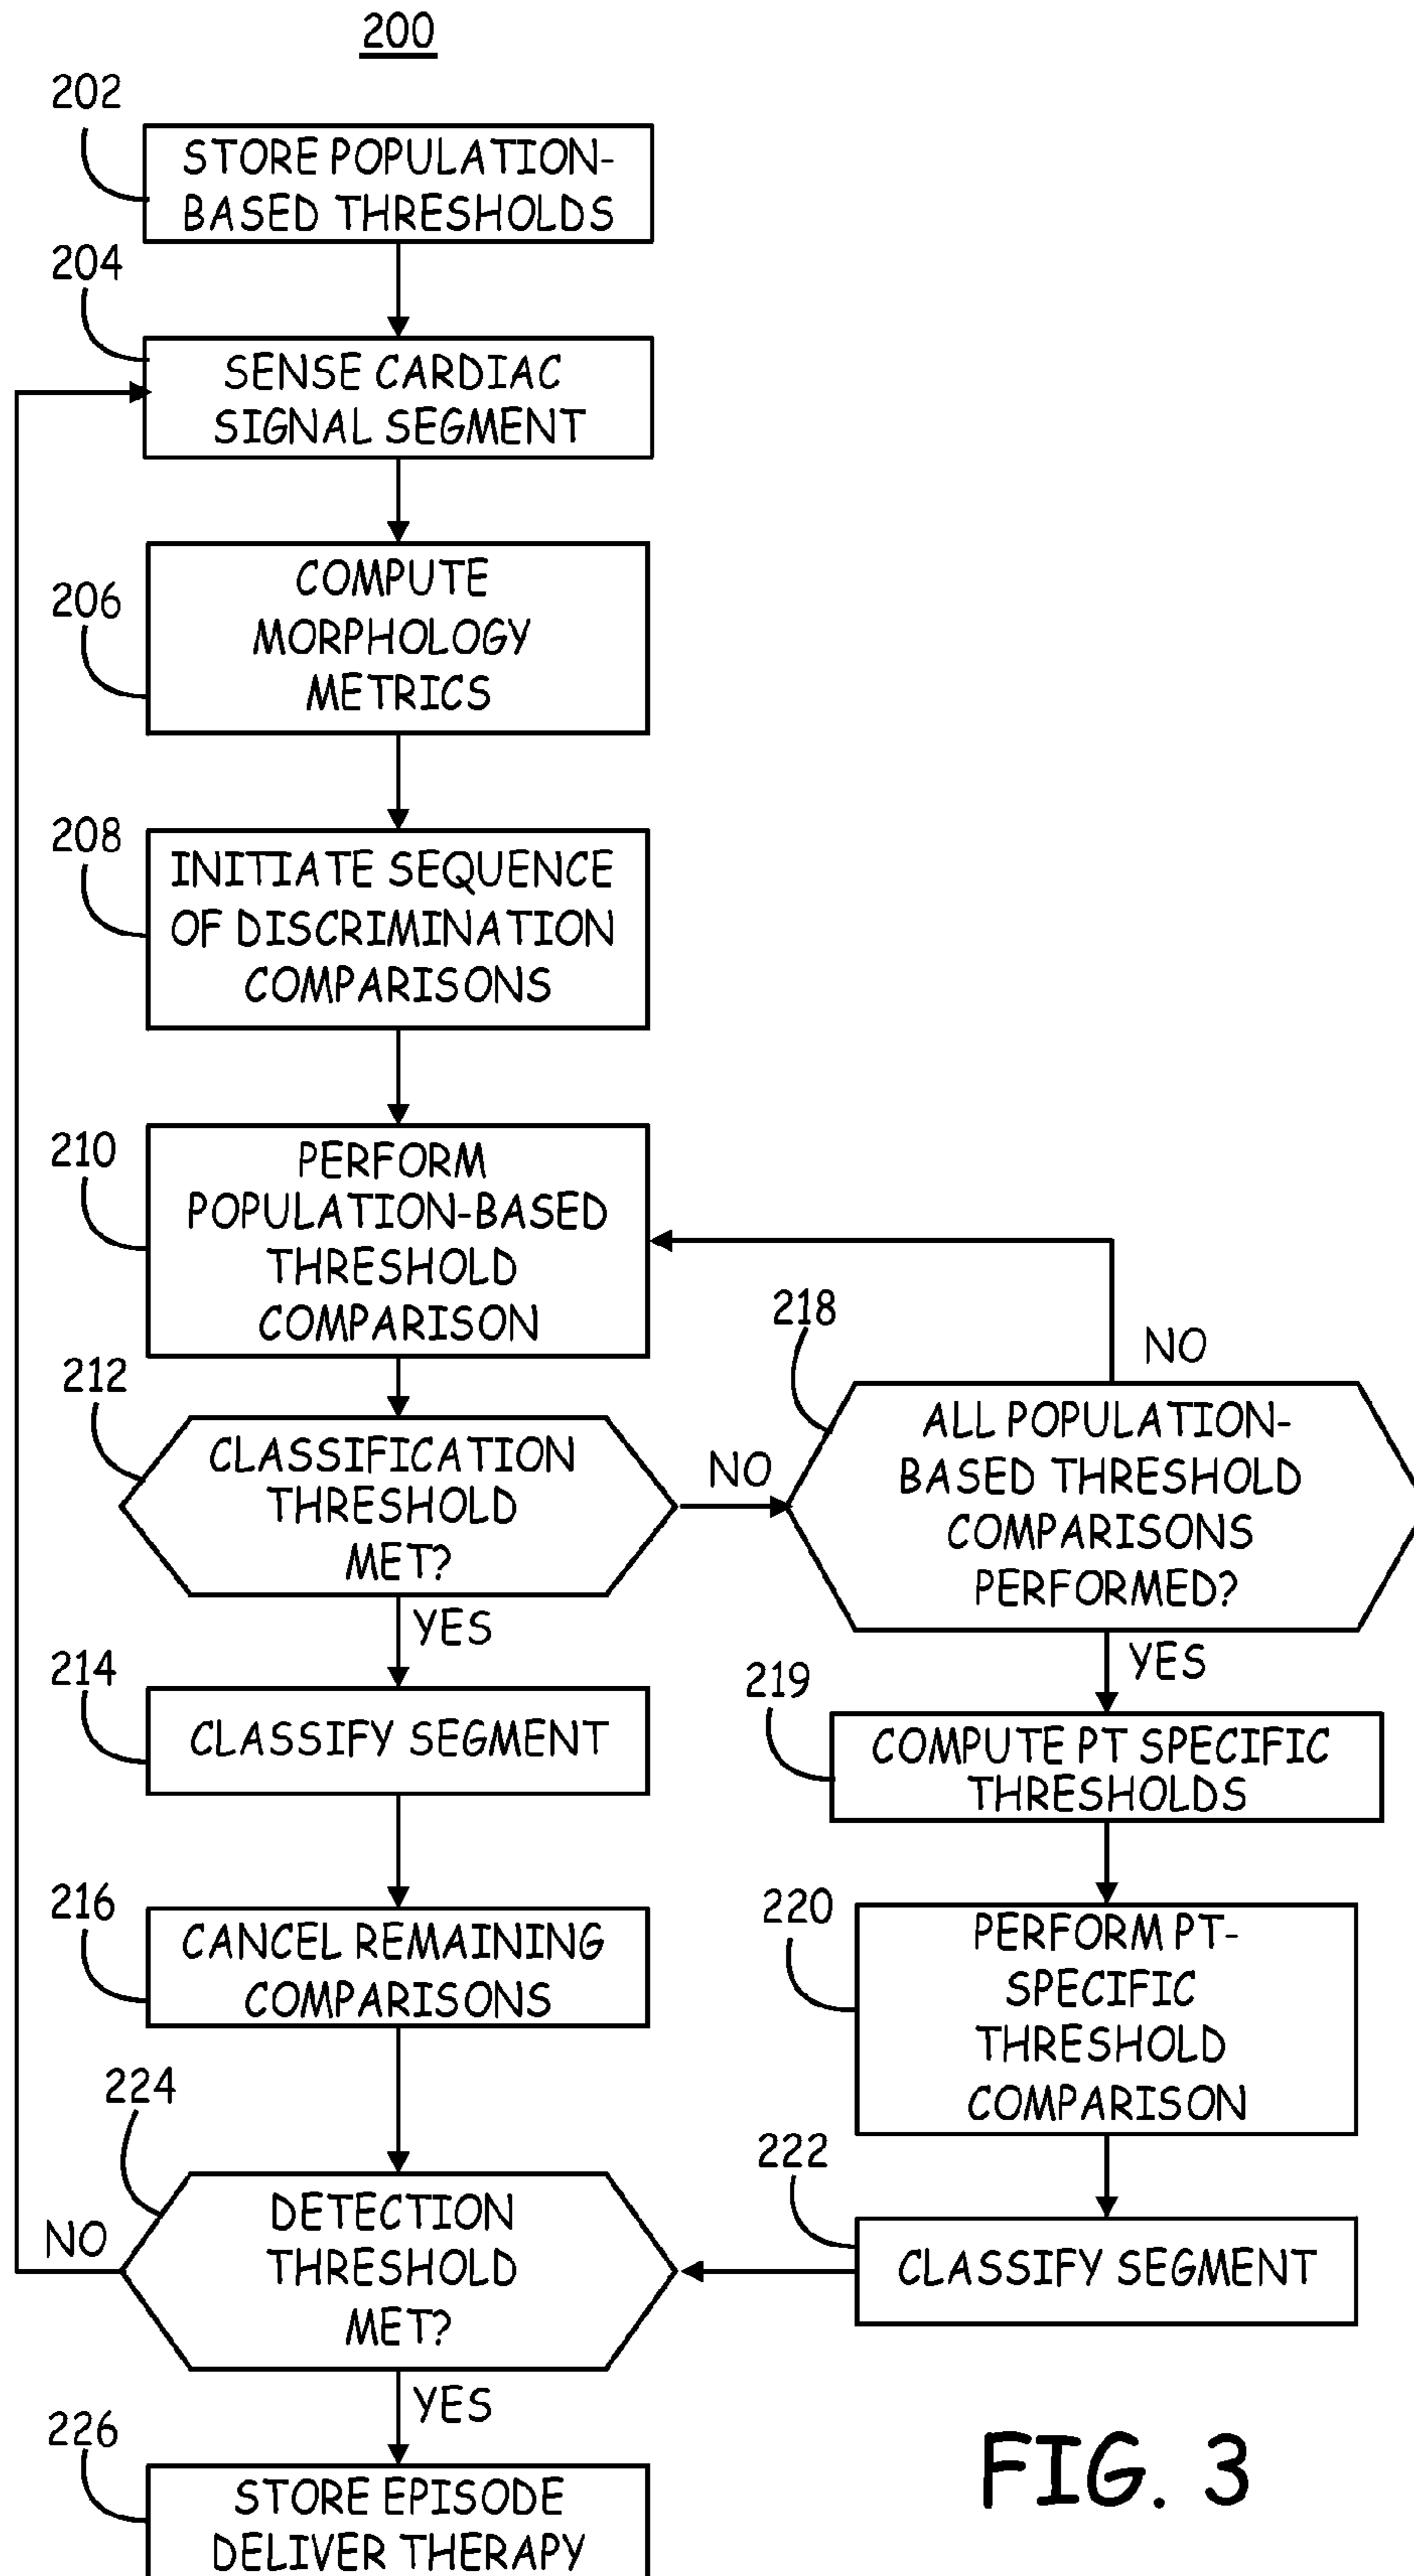 200
202
STORE POPULATION-
BASED THRESHOLDS
204
SENSE CARDIAC
SIGNAL SEGMENT
206
COMPUTE
MORPHOLOGY
METRICS
208
INITIATE SEQUENCE
OF DISCRIMINATION
COMPARISONS
210
PERFORM
POPULATION-BASED
THRESHOLD
COMPARISON
212
CLASSIFICATION
THRESHOLD
MET?
NO
YES
218
NO
ALL POPULATION-
BASED THRESHOLD
COMPARISONS
PERFORMED?
YES
214
CLASSIFY SEGMENT
219
COMPUTE PT SPECIFIC
THRESHOLDS
216
CANCEL REMAINING
COMPARISONS
220
PERFORM PT-
SPECIFIC
THRESHOLD
COMPARISON
222
CLASSIFY SEGMENT
224
DETECTION
THRESHOLD
MET?
NO
YES
226
STORE EPISODE
DELIVER THERAPY
FIG. 3